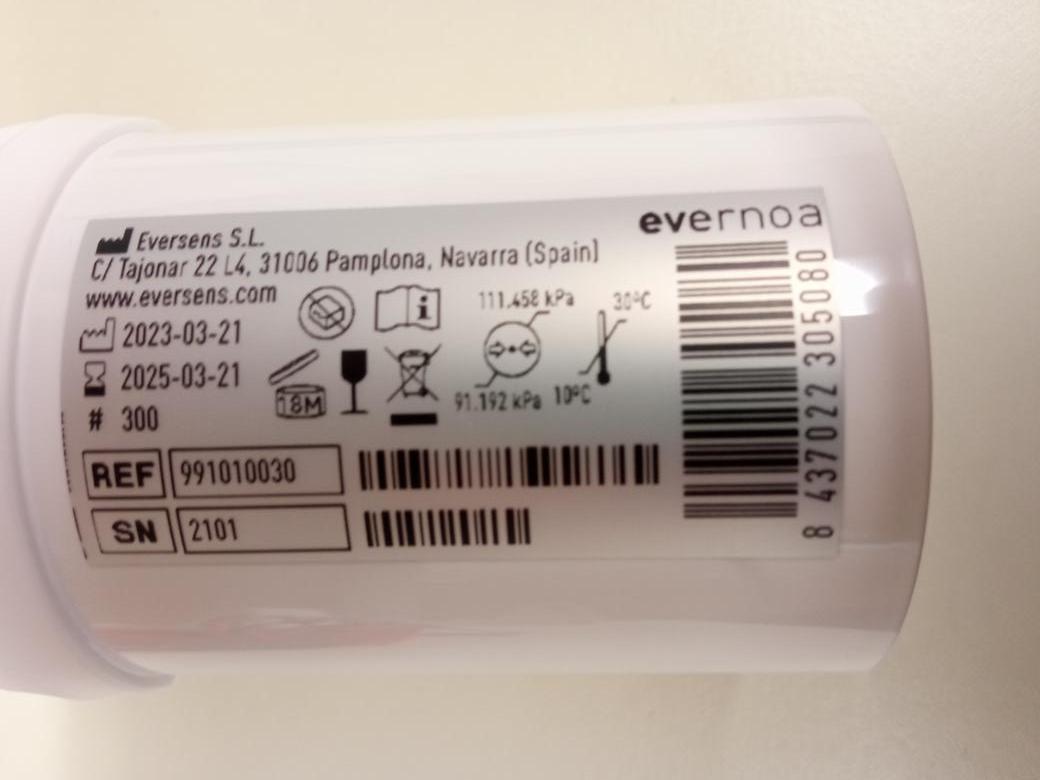 Eversens S.L.
C/ Tajonar 22 L4, 31006 Pamplona, Navarra (Spain)
www.eversens.com
2023-03-21
2025-03-21
# 300
18M
111.458 kPa
91.192 kPa
30ºC
10ºC
REF 991010030
SN 2101
evernoa
8 437022 305080